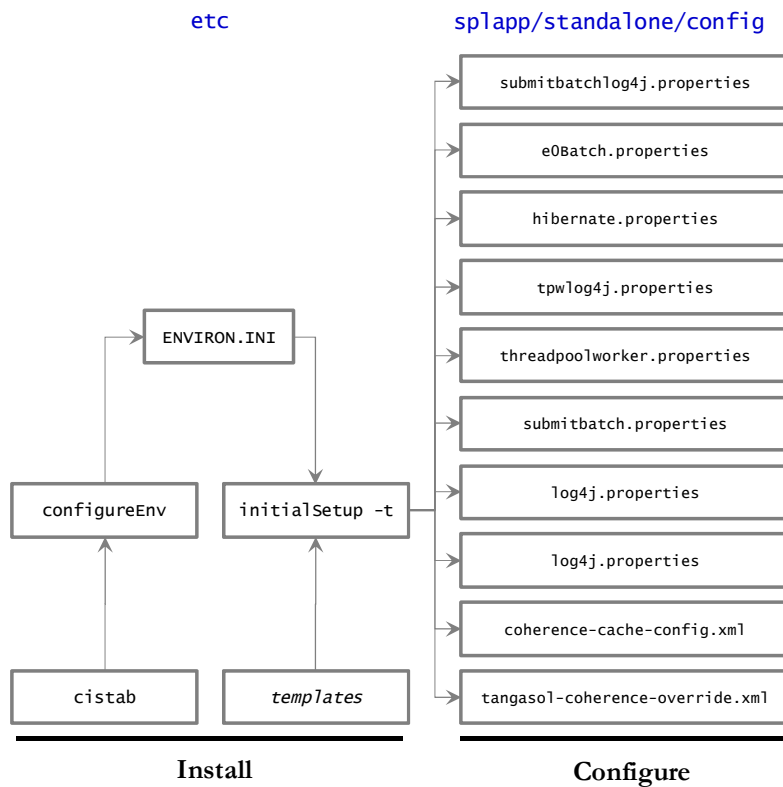 etc
splapp/standalone/config
submitbatchlog4j.properties
e0Batch.properties
hibernate.properties
tpwlog4j.properties
ENVIRON.INI
threadpoolworker.properties
submitbatch.properties
configureEnv
initialSetup -t
log4j.properties
log4j.properties
coherence-cache-config.xml
cistab
templates
tangasol-coherence-override.xml
Install
Configure